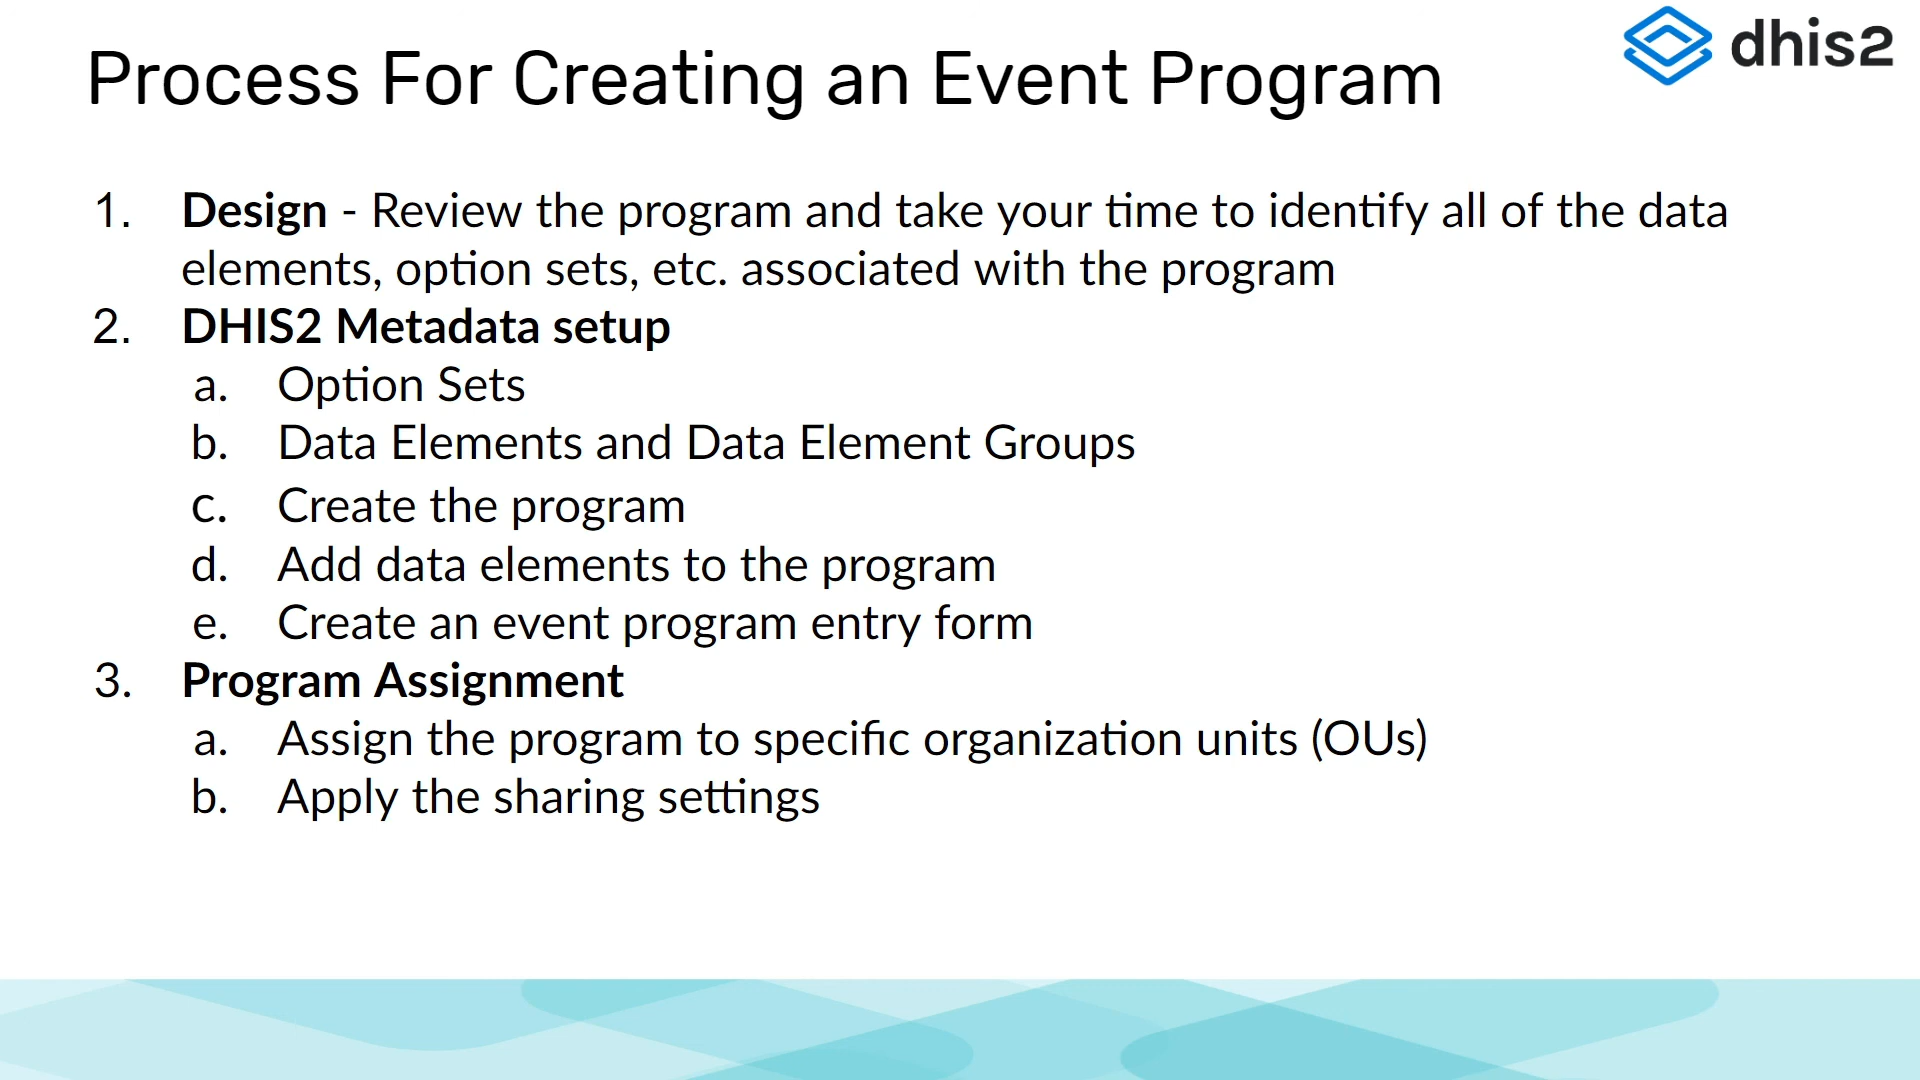 dhis2
Process For Creating an Event Program
1. Design - Review the program and take your time to identify all of the data
elements, option sets, etc. associated with the program
2. DHIS2 Metadata setup
a. Option Sets
b. Data Elements and Data Element Groups
c. Create the program
d. Add data elements to the program
e. Create an event program entry form
3. Program Assignment
a. Assign the program to specific organization units (OUs)
b. Apply the sharing settings